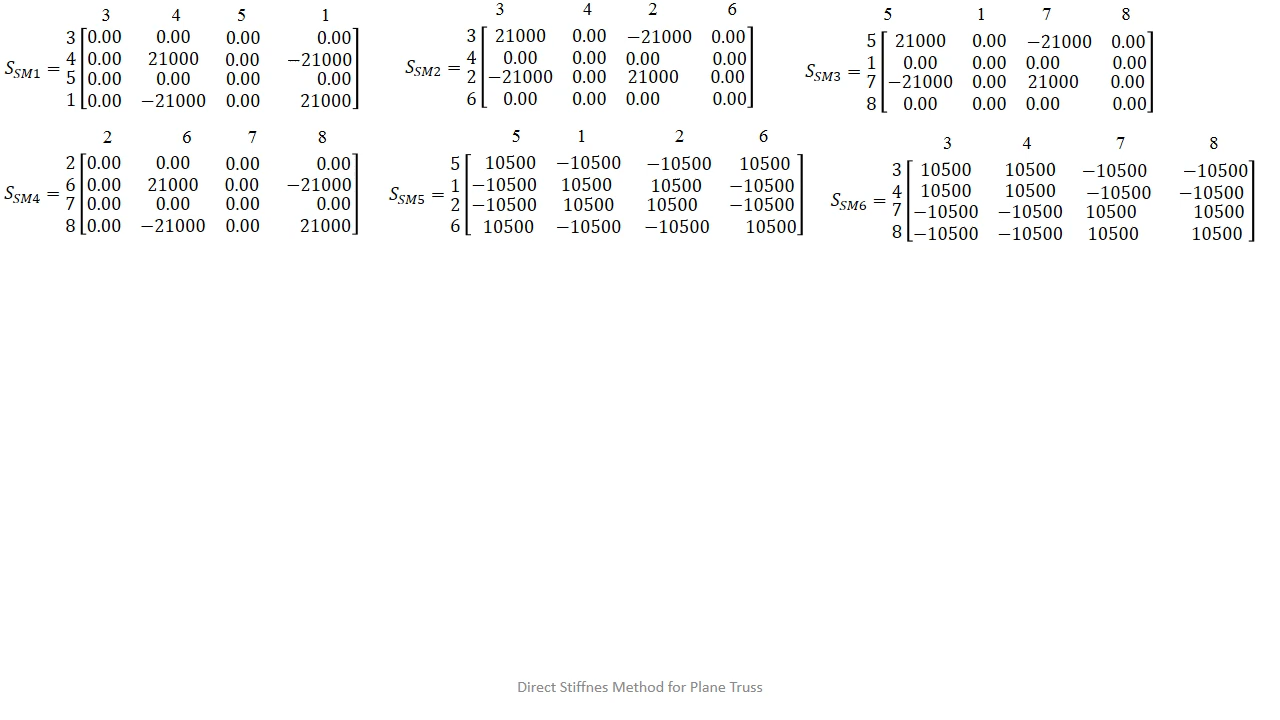 3 4 5 1
S_SM1 =
3 [0.00 0.00 0.00 0.00]
4 [0.00 21000 0.00 −21000]
5 [0.00 0.00 0.00 0.00]
1 [0.00 −21000 0.00 21000]
3 4 2 6
S_SM2 =
3 [21000 0.00 −21000 0.00]
4 [0.00 0.00 0.00 0.00]
2 [−21000 0.00 21000 0.00]
6 [0.00 0.00 0.00 0.00]
5 1 7 8
S_SM3 =
5 [21000 0.00 −21000 0.00]
1 [0.00 0.00 0.00 0.00]
7 [−21000 0.00 21000 0.00]
8 [0.00 0.00 0.00 0.00]
2 6 7 8
S_SM4 =
2 [0.00 0.00 0.00 0.00]
6 [0.00 21000 0.00 −21000]
7 [0.00 0.00 0.00 0.00]
8 [0.00 −21000 0.00 21000]
5 1 2 6
S_SM5 =
5 [10500 −10500 −10500 10500]
1 [−10500 10500 10500 −10500]
2 [−10500 10500 10500 −10500]
6 [10500 −10500 −10500 10500]
3 4 7 8
S_SM6 =
3 [10500 10500 −10500 −10500]
4 [10500 10500 −10500 −10500]
7 [−10500 −10500 10500 10500]
8 [−10500 −10500 10500 10500]
Direct Stiffnes Method for Plane Truss